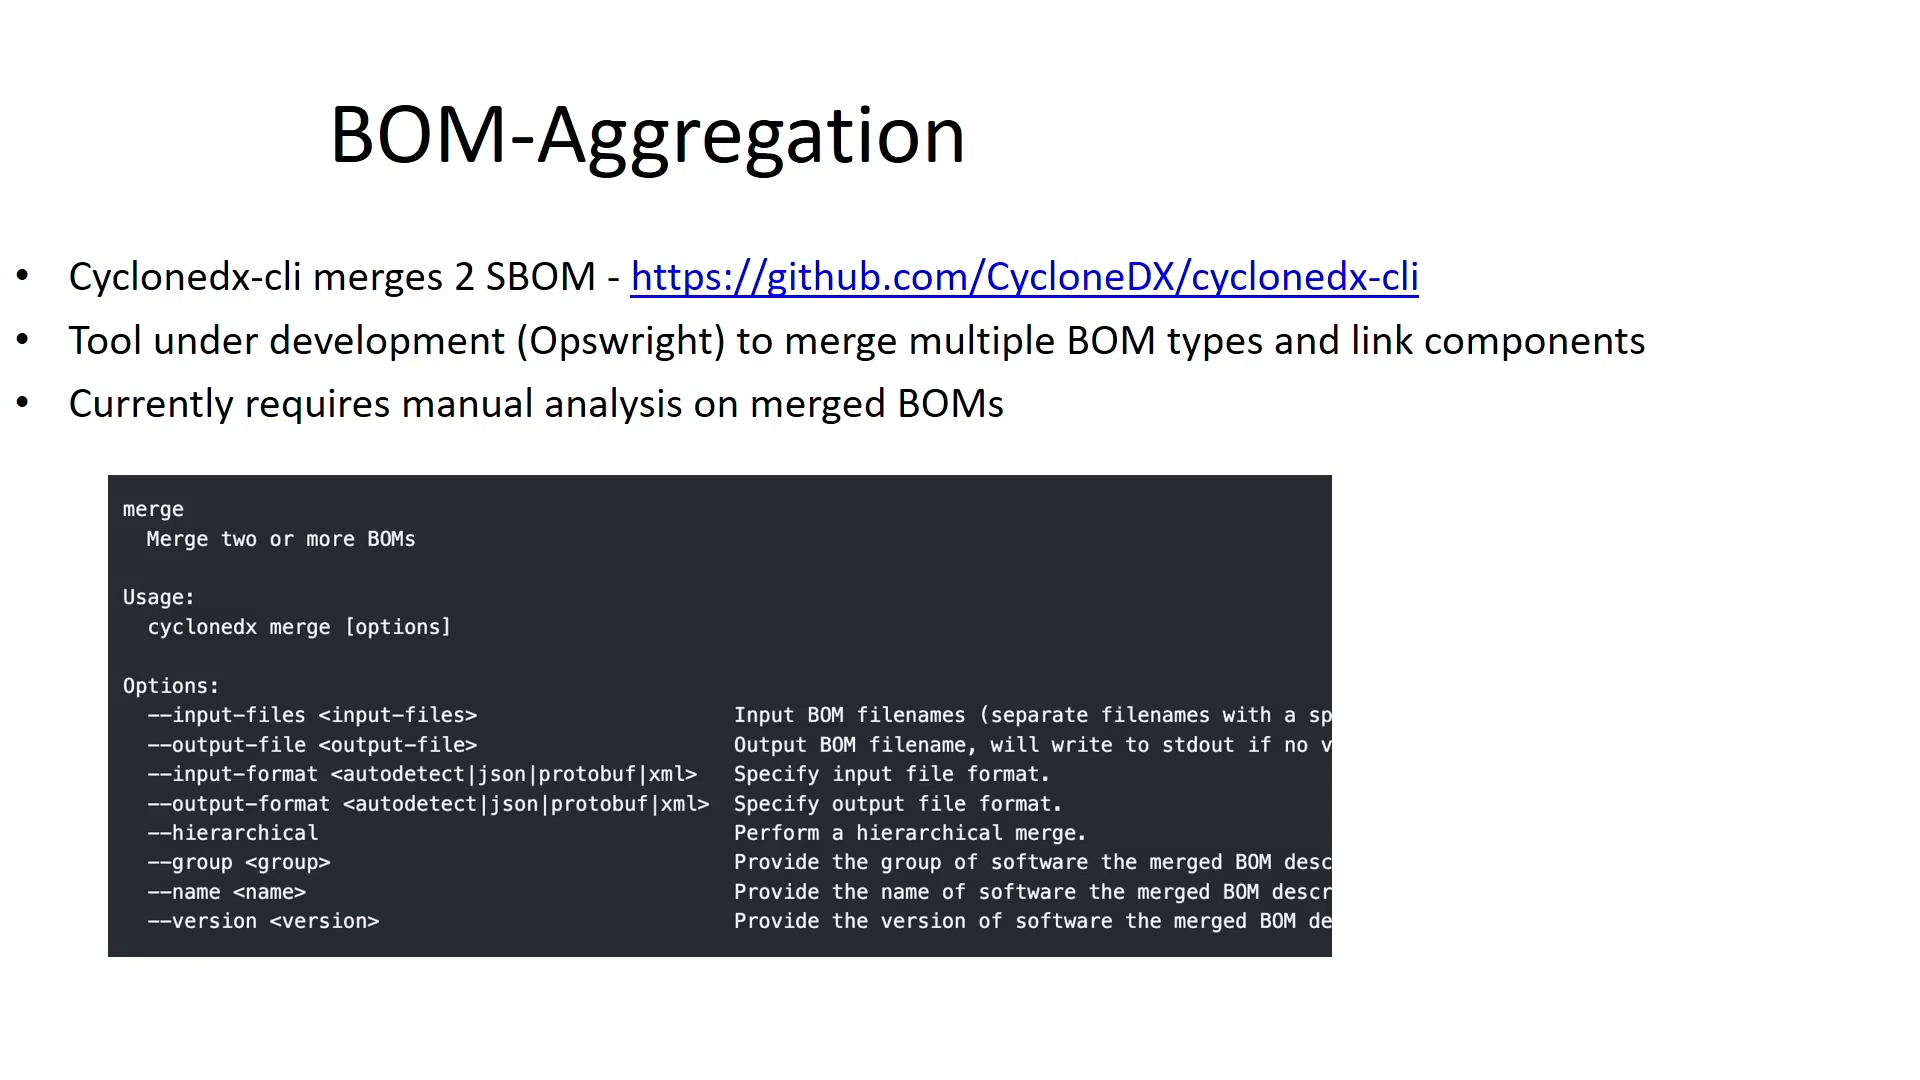 BOM-Aggregation
• Cyclonedx-cli merges 2 SBOM - https://github.com/CycloneDX/cyclonedx-cli
• Tool under development (Opswright) to merge multiple BOM types and link components
• Currently requires manual analysis on merged BOMs
merge
Merge two or more BOMs
Usage:
cyclonedx merge [options]
Options:
--input-files <input-files> Input BOM filenames (separate filenames with a sp
--output-file <output-file> Output BOM filename, will write to stdout if no v
--input-format <autodetect|json|protobuf|xml> Specify input file format.
--output-format <autodetect|json|protobuf|xml> Specify output file format.
--hierarchical Perform a hierarchical merge.
--group <group> Provide the group of software the merged BOM desc
--name <name> Provide the name of software the merged BOM descr
--version <version> Provide the version of software the merged BOM de